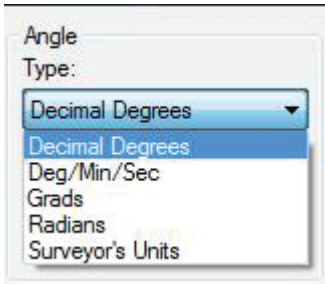 Angle
Type:
Decimal Degrees
Decimal Degrees
Deg/Min/Sec
Grads
Radians
Surveyor's Units